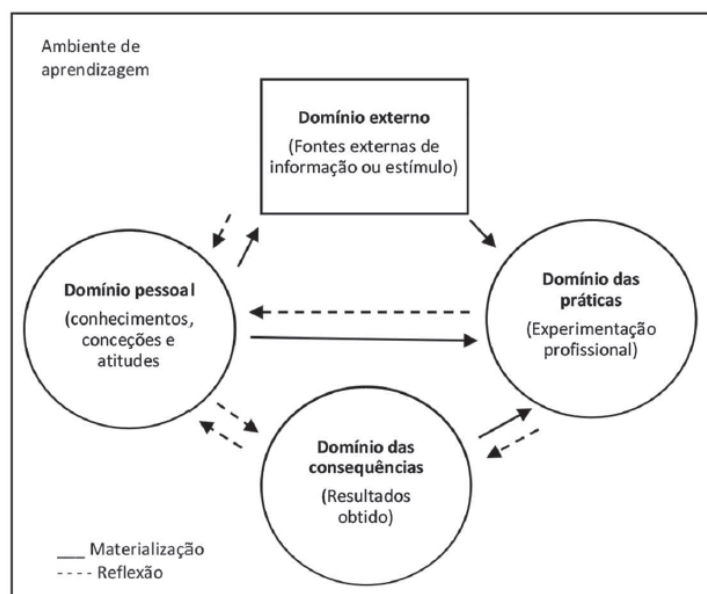 Ambiente de
aprendizagem
Domínio externo
(Fontes externas de
informação ou estímulo)
Domínio pessoal
(conhecimentos,
conceções e
atitudes
Domínio das
práticas
(Experimentação
profissional)
Domínio das
consequências
(Resultados
obtido)
___ Materialização
---- Reflexão